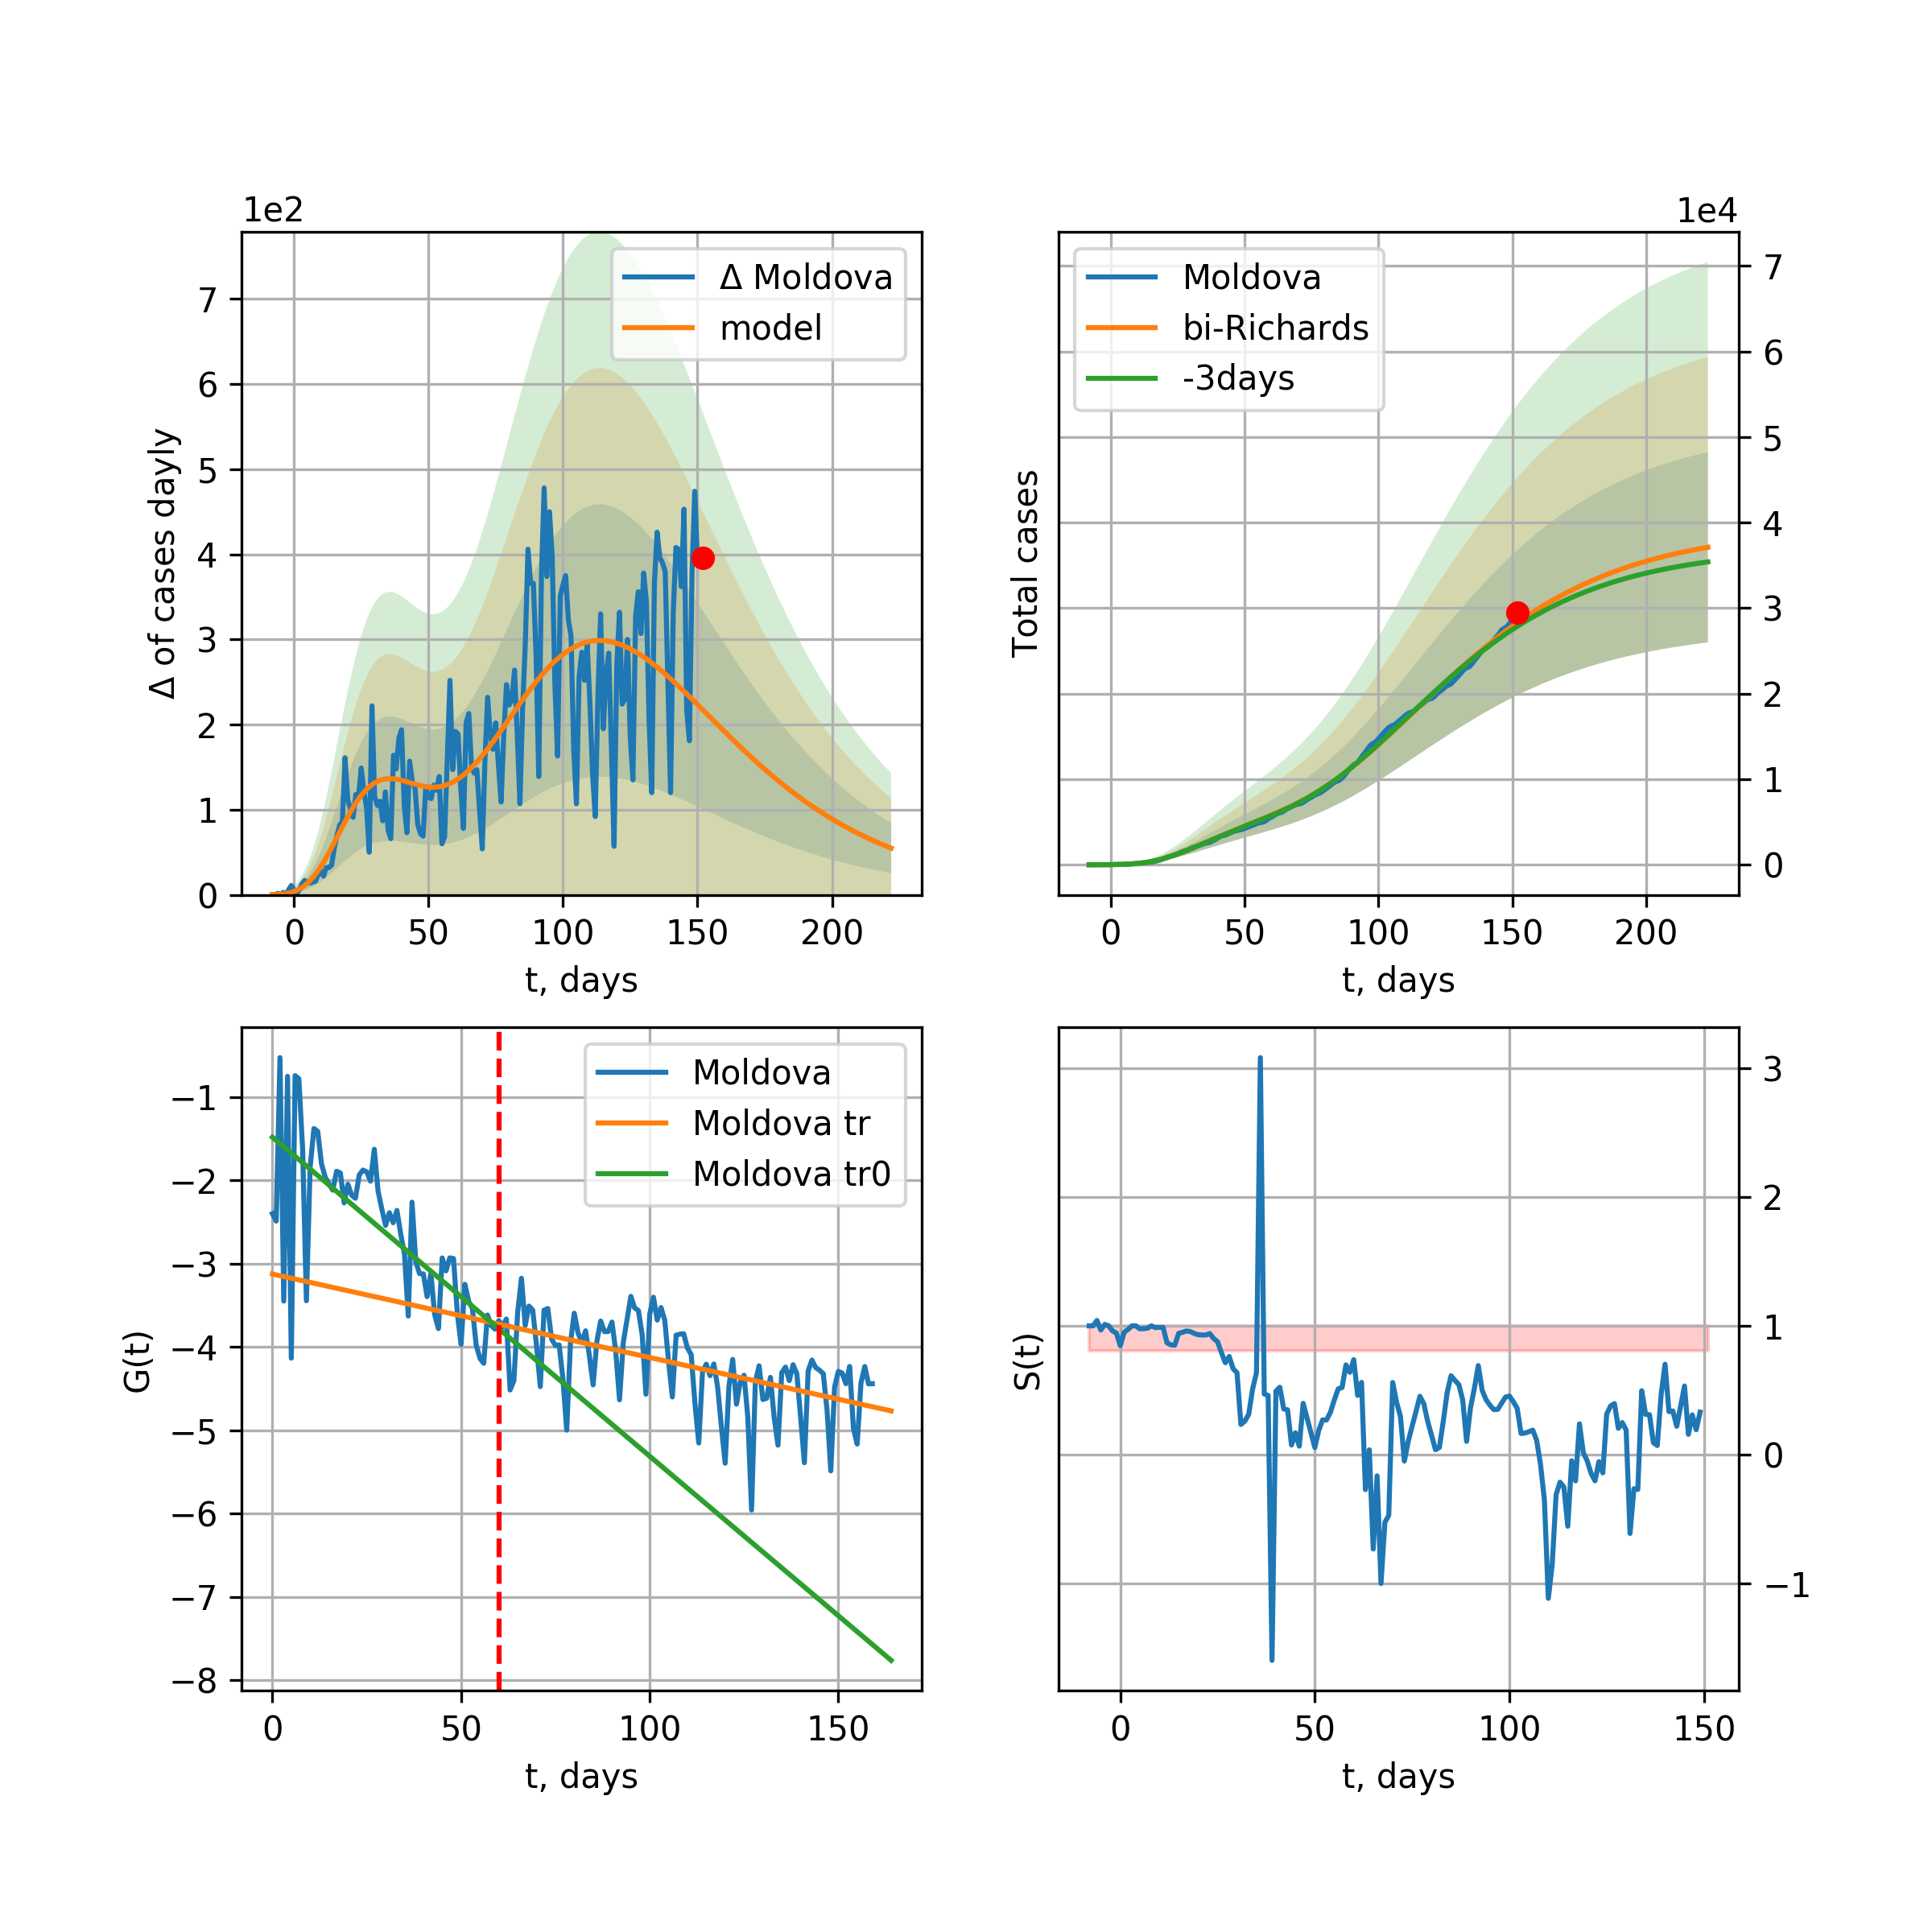 1e2
Δ Moldova
model
Δ of cases dayly
7
6
5
4
3
2
1
0
0 50 100 150 200
t, days
1e4
Moldova
bi-Richards
-3days
Total cases
7
6
5
4
3
2
1
0
0 50 100 150 200
t, days
Moldova
Moldova tr
Moldova tr0
G(t)
−1
−2
−3
−4
−5
−6
−7
−8
0 50 100 150
t, days
S(t)
3
2
1
0
−1
0 50 100 150
t, days